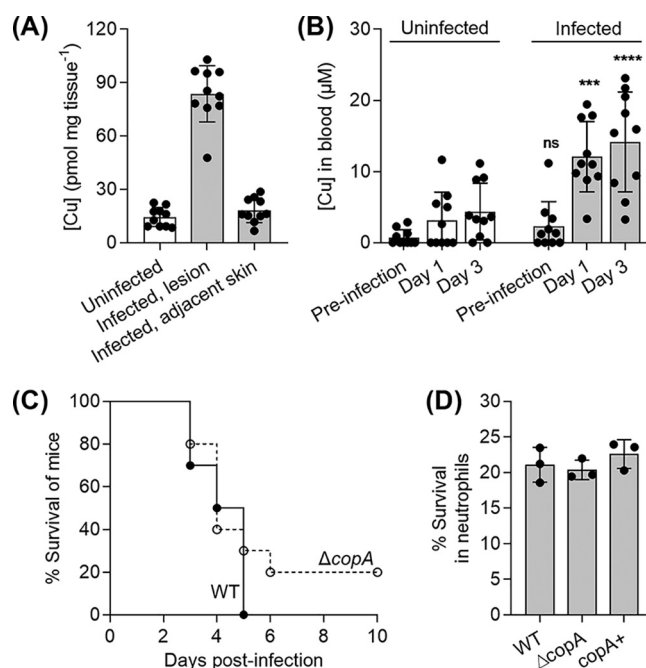 (A)
[Cu] (pmol mg tissue⁻¹)
120
90
60
30
0
Uninfected
Infected, lesion
Infected, adjacent skin
(B)
Uninfected
Infected
[Cu] in blood (µM)
30
20
10
0
ns
***
****
Pre-infection
Day 1
Day 3
Pre-infection
Day 1
Day 3
(C)
% Survival of mice
100
80
60
40
20
0
ΔcopA
WT
0
2
4
6
8
10
Days post-infection
(D)
% Survival
in neutrophils
30
25
20
15
10
5
0
WT
ΔcopA
copA+